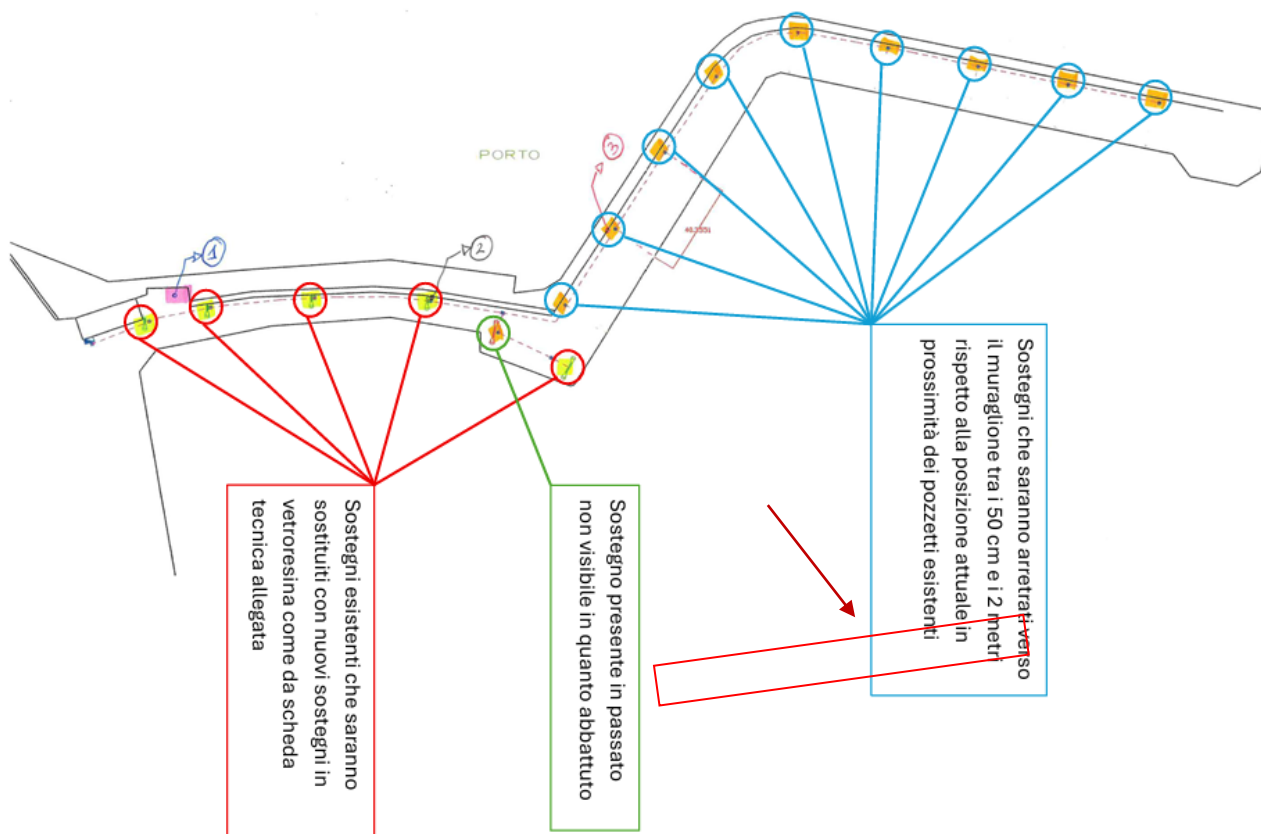 PORTO
1
2
3
Sostegni esistenti che saranno
sostituiti con nuovi sostegni in
vetroresina come da scheda
tecnica allegata
Sostegno presente in passato
non visibile in quanto abbattuto
Sostegni che saranno arretrati verso
il muraglione tra i 50 cm e i 2 metri
rispetto alla posizione attuale in
prossimità dei pozzetti esistenti